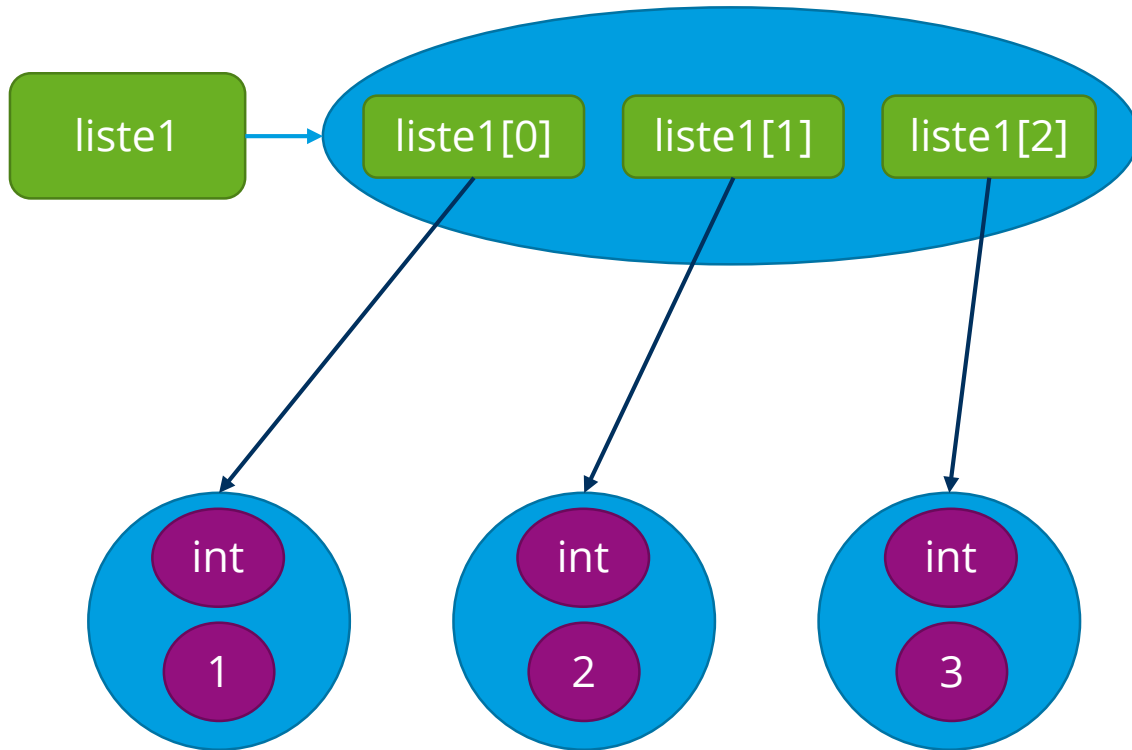 liste1
liste1[0]
liste1[1]
liste1[2]
int
int
int
1
2
3